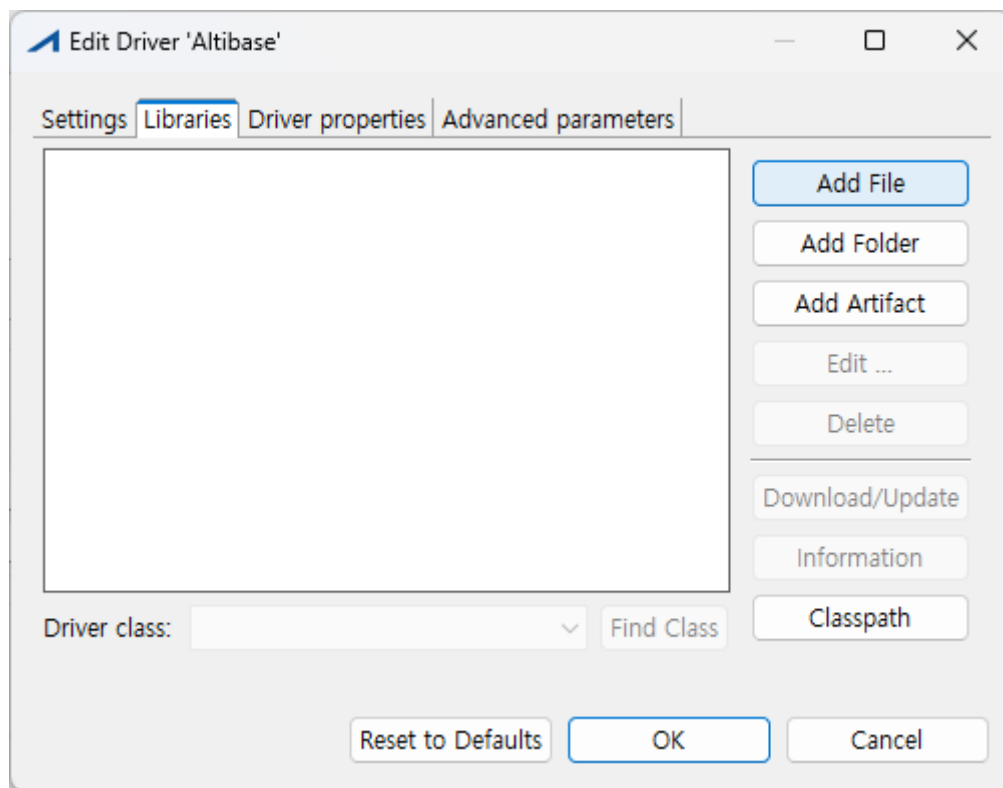 Edit Driver 'Altibase'
Settings Libraries Driver properties Advanced parameters
Add File
Add Folder
Add Artifact
Edit ...
Delete
Download/Update
Information
Classpath
Driver class:
Find Class
Reset to Defaults
OK
Cancel